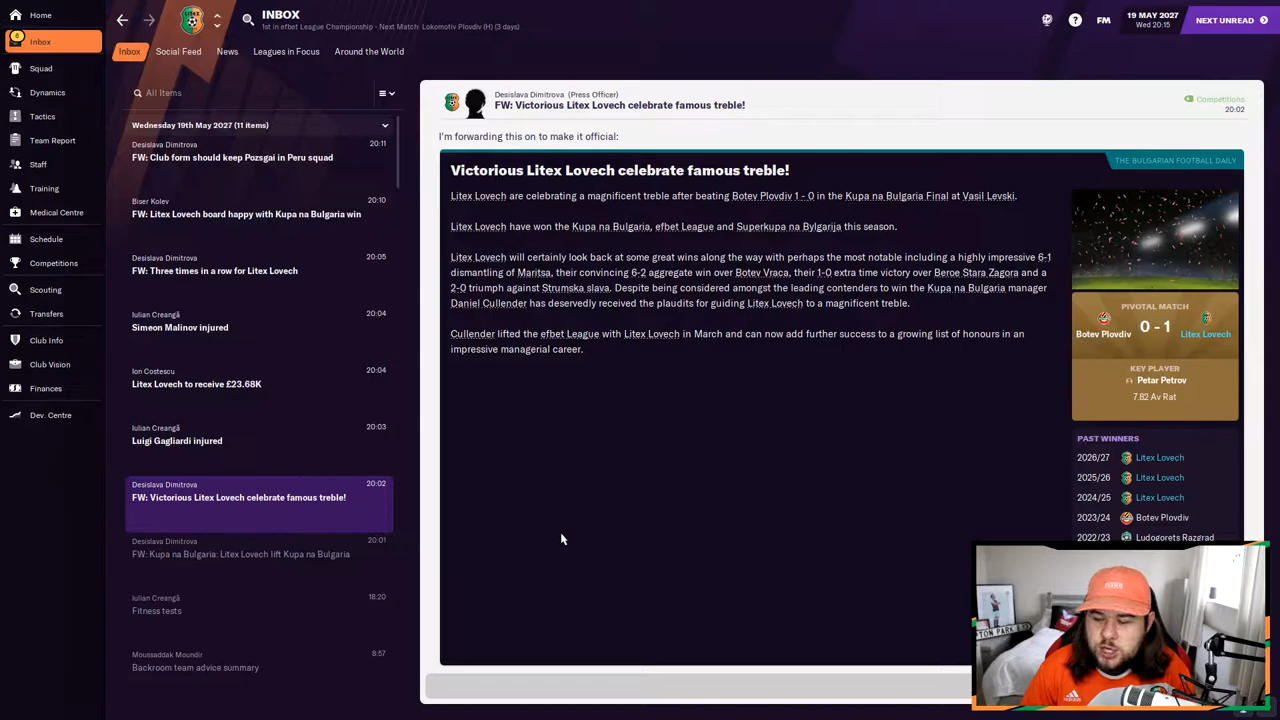 Home
6
Inbox
Squad
Dynamics
Tactics
Team Report
Staff
Training
Medical Centre
Schedule
Competitions
Scouting
Transfers
Club Info
Club Vision
Finances
Dev. Centre
INBOX
1st in efbet League Championship - Next Match: Lokomotiv Plovdiv (H) (3 days)
FM
19 MAY 2027
Wed 20:15
NEXT UNREAD
Inbox
Social Feed
News
Leagues in Focus
Around the World
All Items
Wednesday 19th May 2027 (11 items)
Desislava Dimitrova 20:11
FW: Club form should keep Pozsgai in Peru squad
Biser Kolev 20:10
FW: Litex Lovech board happy with Kupa na Bulgaria win
Desislava Dimitrova 20:05
FW: Three times in a row for Litex Lovech
Iulian Creangă 20:04
Simeon Malinov injured
Ion Costescu 20:04
Litex Lovech to receive £23.68K
Iulian Creangă 20:03
Luigi Gagliardi injured
Desislava Dimitrova 20:02
FW: Victorious Litex Lovech celebrate famous treble!
Desislava Dimitrova 20:01
FW: Kupa na Bulgaria: Litex Lovech lift Kupa na Bulgaria
Iulian Creangă 18:20
Fitness tests
Moussaddak Moundir 8:57
Backroom team advice summary
Desislava Dimitrova (Press Officer)
FW: Victorious Litex Lovech celebrate famous treble!
Competitions
20:02
I'm forwarding this on to make it official:
THE BULGARIAN FOOTBALL DAILY
Victorious Litex Lovech celebrate famous treble!
Litex Lovech are celebrating a magnificent treble after beating Botev Plovdiv 1 - 0 in the Kupa na Bulgaria Final at Vasil Levski.
Litex Lovech have won the Kupa na Bulgaria, efbet League and Superkupa na Bylgarija this season.
Litex Lovech will certainly look back at some great wins along the way with perhaps the most notable including a highly impressive 6-1
dismantling of Maritsa, their convincing 6-2 aggregate win over Botev Vraca, their 1-0 extra time victory over Beroe Stara Zagora and a
2-0 triumph against Strumska slava. Despite being considered amongst the leading contenders to win the Kupa na Bulgaria manager
Daniel Cullender has deservedly received the plaudits for guiding Litex Lovech to a magnificent treble.
Cullender lifted the efbet League with Litex Lovech in March and can now add further success to a growing list of honours in an
impressive managerial career.
PIVOTAL MATCH
Botev Plovdiv 0 - 1 Litex Lovech
KEY PLAYER
Petar Petrov
7.82 Av Rat
PAST WINNERS
2026/27 Litex Lovech
2025/26 Litex Lovech
2024/25 Litex Lovech
2023/24 Botev Plovdiv
2022/23 Ludogorets Razgrad